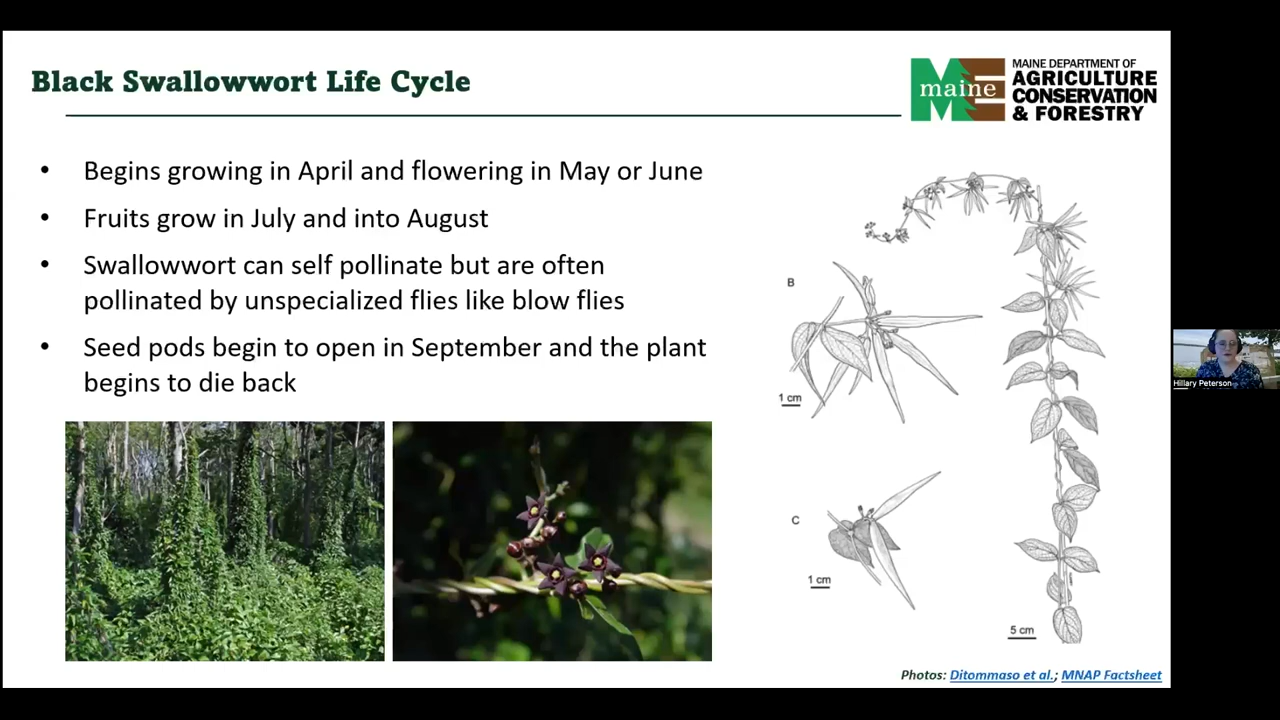 Black Swallowwort Life Cycle
maine
MAINE DEPARTMENT OF
AGRICULTURE
CONSERVATION
& FORESTRY
• Begins growing in April and flowering in May or June
• Fruits grow in July and into August
• Swallowwort can self pollinate but are often
pollinated by unspecialized flies like blow flies
• Seed pods begin to open in September and the plant
begins to die back
B
1 cm
C
1 cm
5 cm
Hillary Peterson
Photos: Ditommaso et al.; MNAP Factsheet